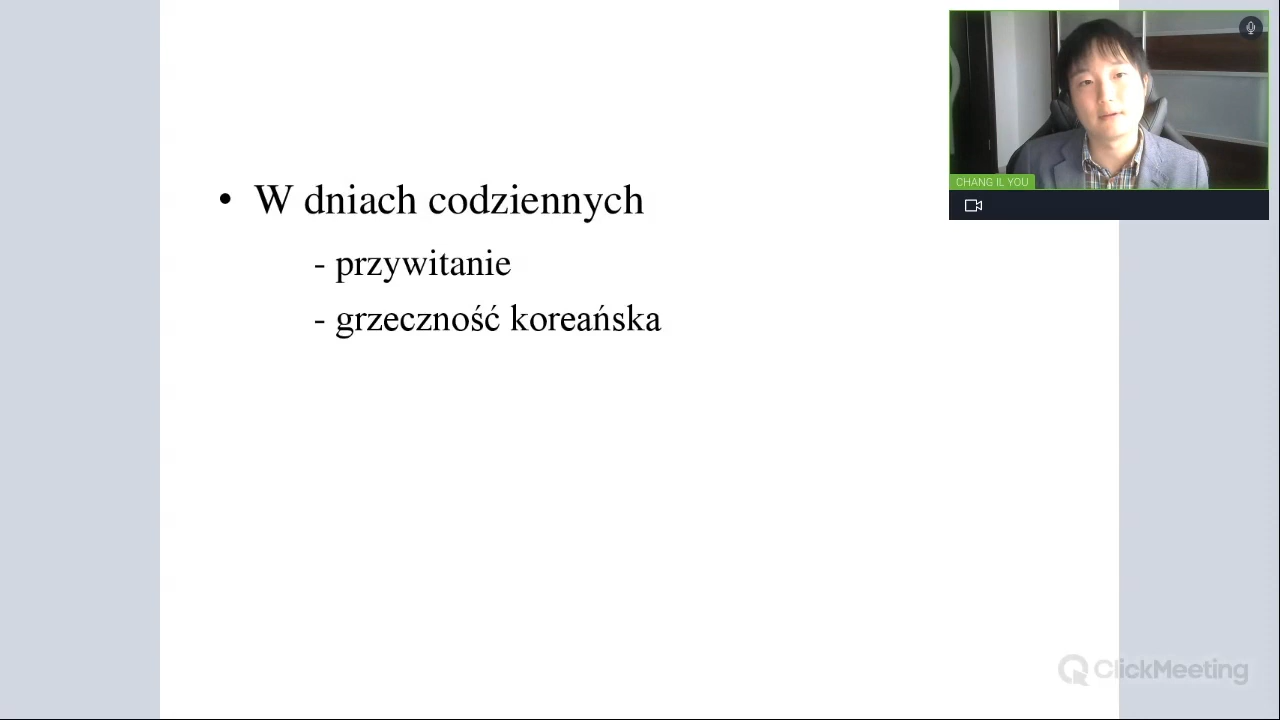 • W dniach codziennych
- przywitanie
- grzeczność koreańska
CHANG IL YOU
ClickMeeting